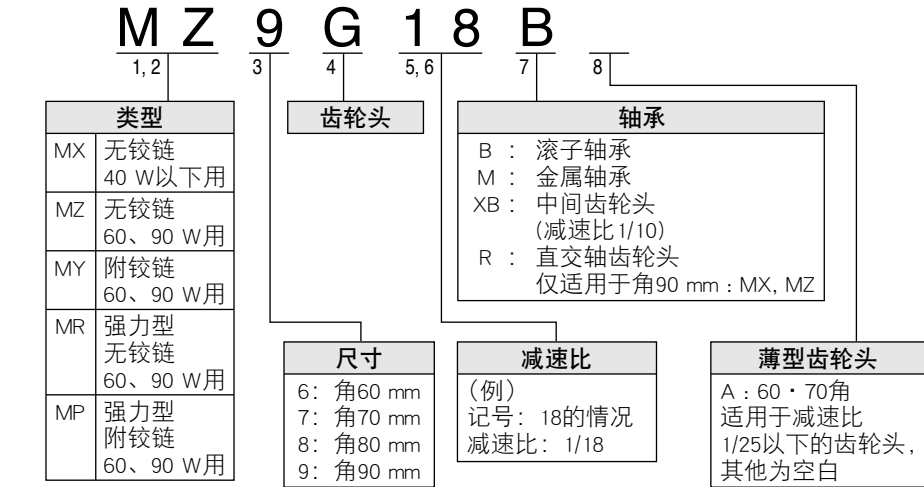 MZ 9 G 18 B
1, 2 3 4 5, 6 7 8
类型
MX 无铰链
40 W以下用
MZ 无铰链
60、90 W用
MY 附铰链
60、90 W用
MR 强力型
无铰链
60、90 W用
MP 强力型
附铰链
60、90 W用
齿轮头
轴承
B : 滚子轴承
M : 金属轴承
XB : 中间齿轮头
(减速比1/10)
R : 直交轴齿轮头
仅适用于角90 mm : MX, MZ
尺寸
6: 角60 mm
7: 角70 mm
8: 角80 mm
9: 角90 mm
减速比
(例)
记号: 18的情况
减速比: 1/18
薄型齿轮头
A : 60・70角
适用于减速比
1/25以下的齿轮头,
其他为空白